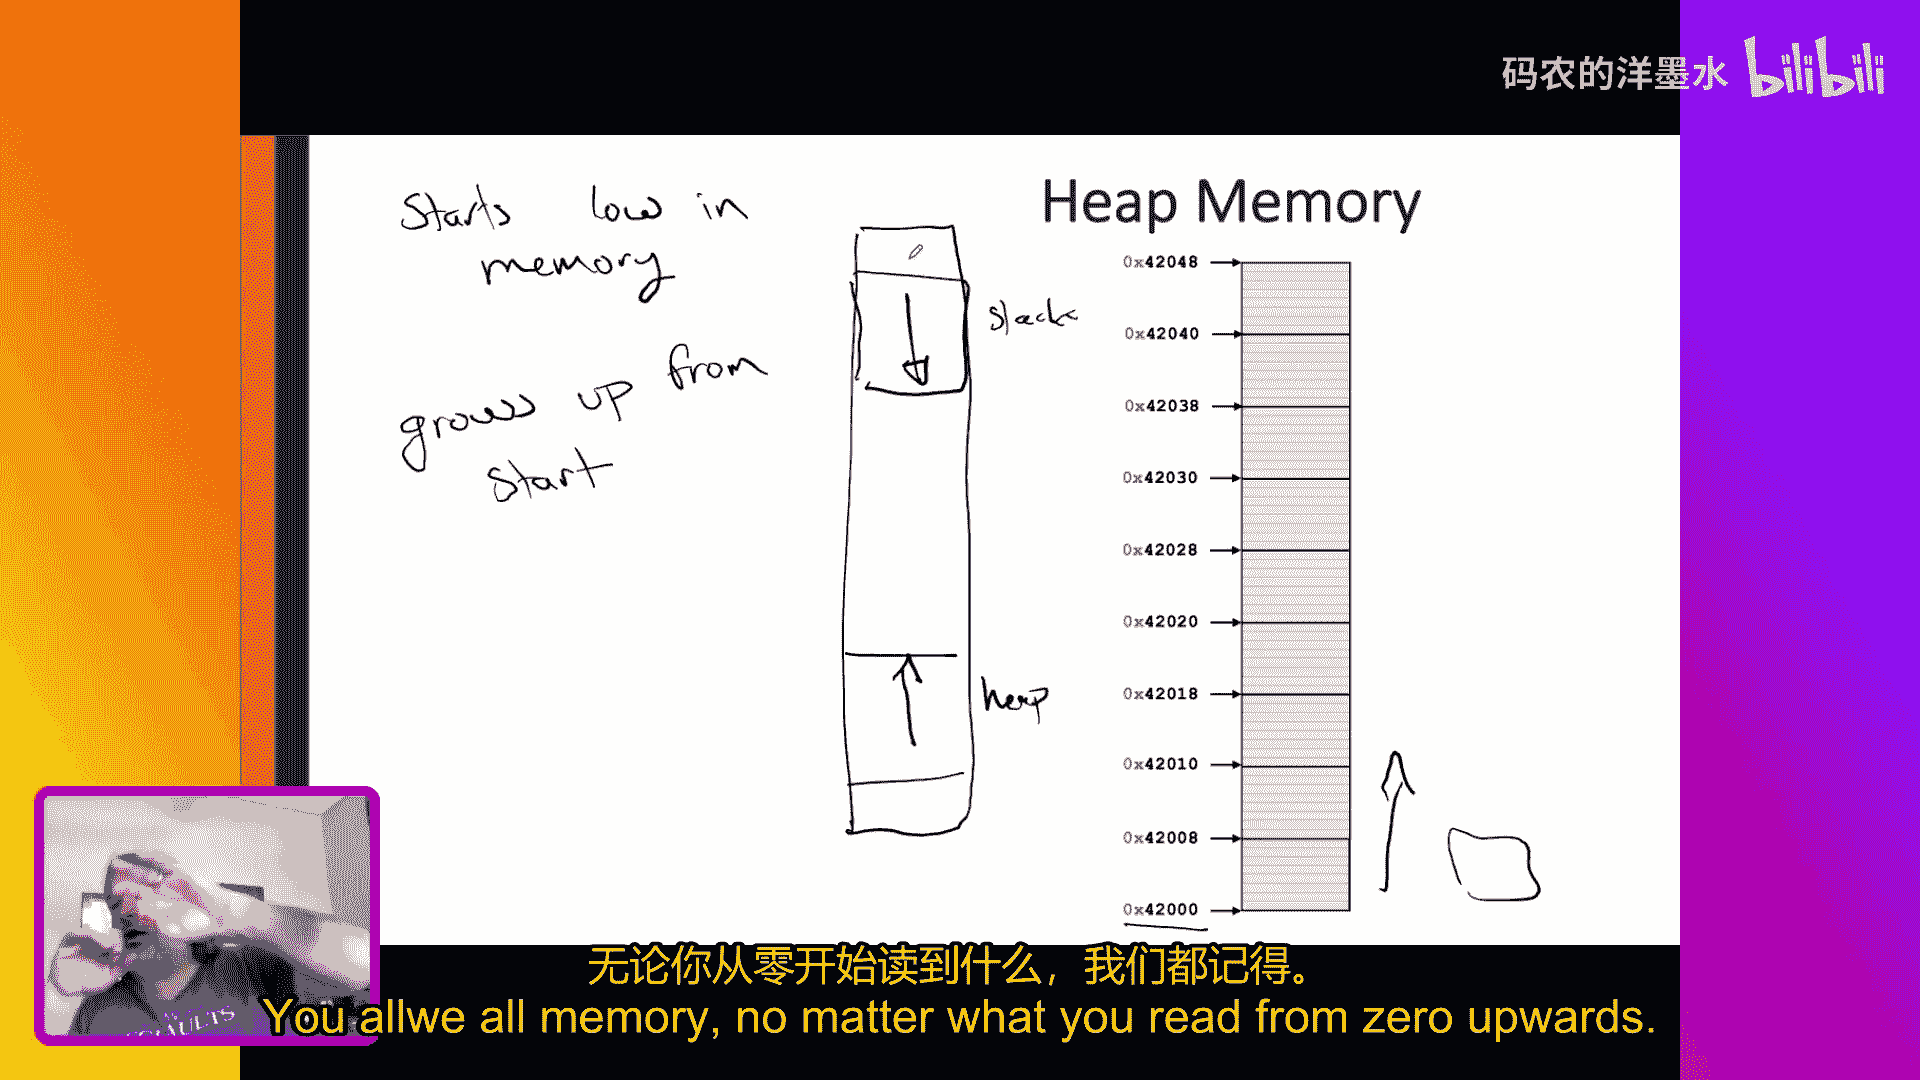 码农的洋墨水 bilibili
Heap Memory
Starts low in
memory
grows up from
start
stack
heap
0x42048
0x42040
0x42038
0x42030
0x42028
0x42020
0x42018
0x42010
0x42008
0x42000
无论你从零开始读到什么，我们都记得。
You allwe all memory, no matter what you read from zero upwards.